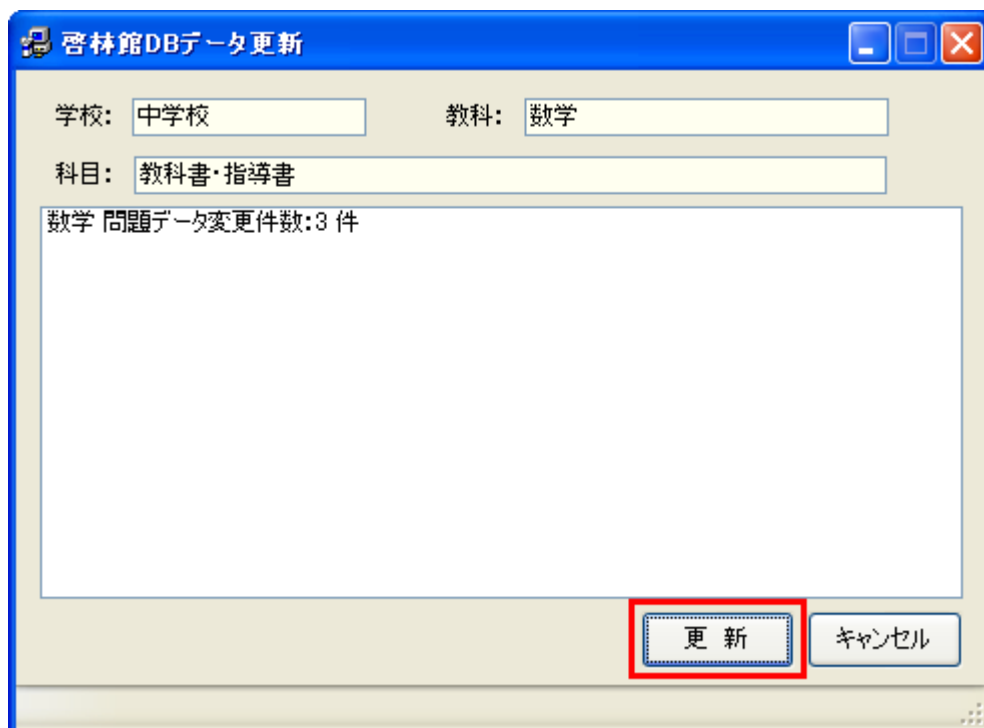 啓林館DBデータ更新
学校: 中学校 教科: 数学
科目: 教科書・指導書
数学 問題データ変更件数:3 件
更 新 キャンセル